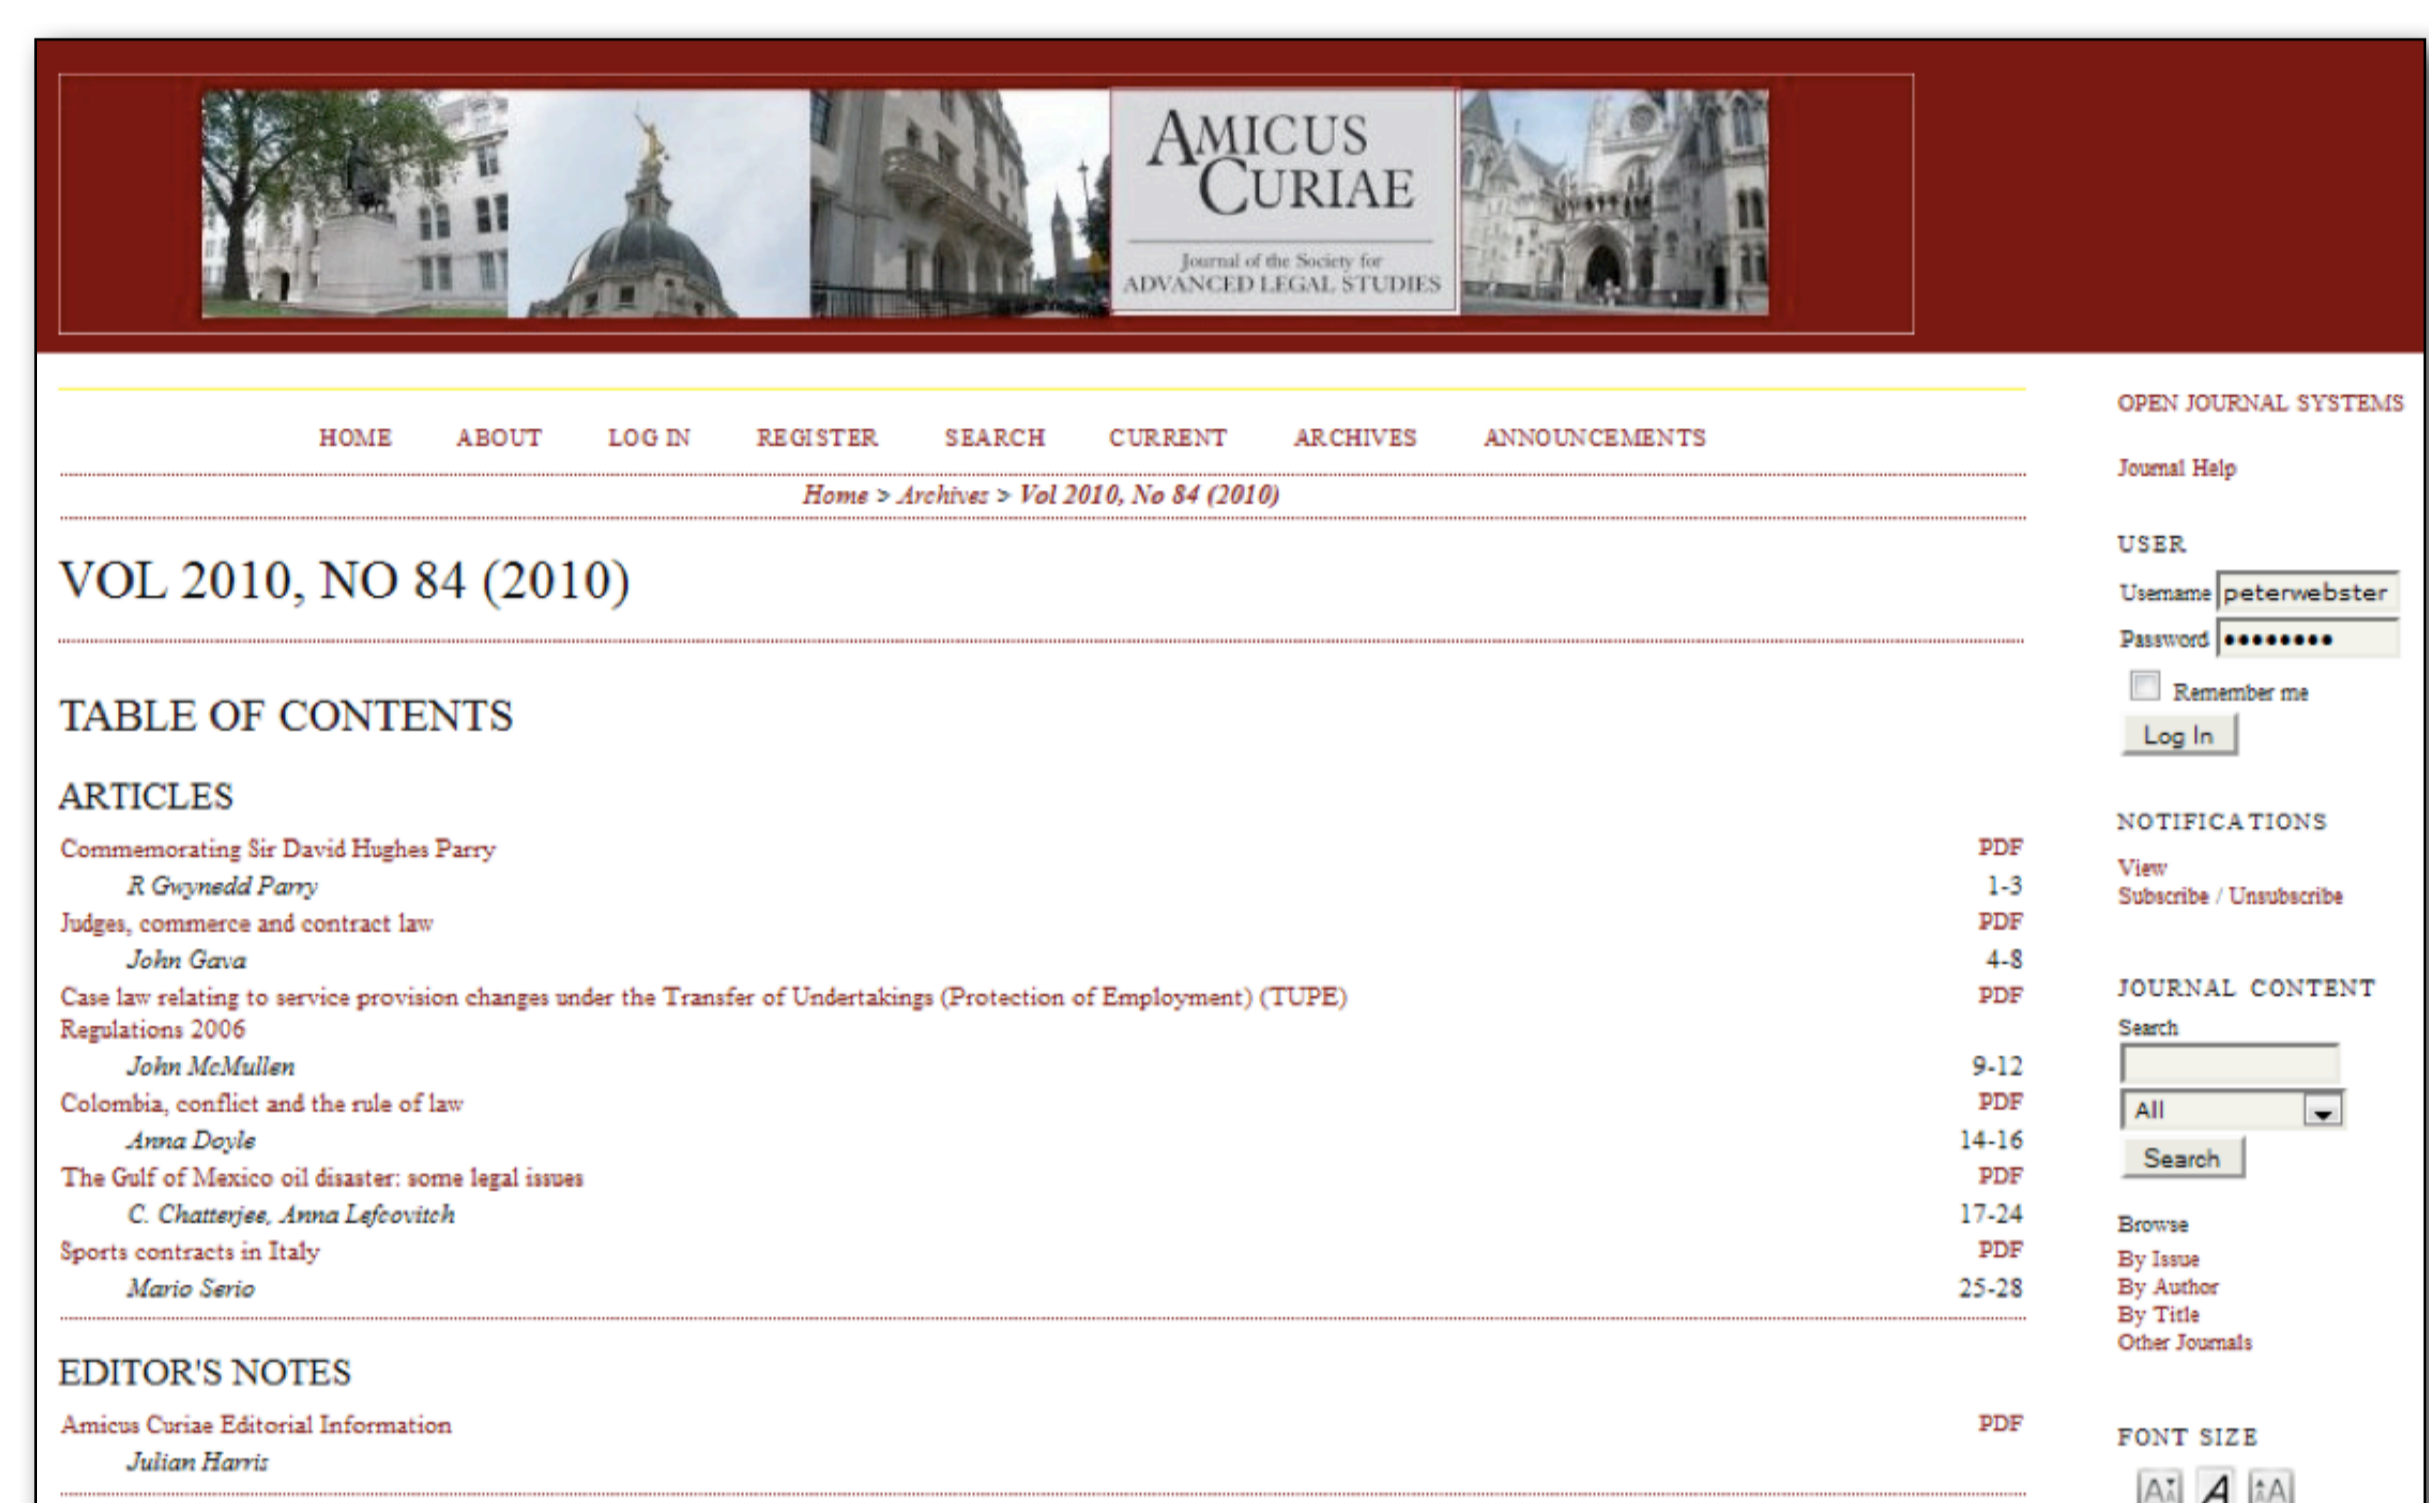 AMICUS
CURIAE
Journal of the Society for
ADVANCED LEGAL STUDIES
HOME ABOUT LOG IN REGISTER SEARCH CURRENT ARCHIVES ANNOUNCEMENTS
Home > Archives > Vol 2010, No 84 (2010)
VOL 2010, NO 84 (2010)
TABLE OF CONTENTS
ARTICLES
Commemorating Sir David Hughes Parry PDF
R Gwynedd Parry 1-3
Judges, commerce and contract law PDF
John Gava 4-8
Case law relating to service provision changes under the Transfer of Undertakings (Protection of Employment) (TUPE) PDF
Regulations 2006
John McMullen 9-12
Colombia, conflict and the rule of law PDF
Anna Doyle 14-16
The Gulf of Mexico oil disaster: some legal issues PDF
C. Chatterjee, Anna Lefcovitch 17-24
Sports contracts in Italy PDF
Mario Serio 25-28
EDITOR'S NOTES
Amicus Curiae Editorial Information PDF
Julian Harris
OPEN JOURNAL SYSTEMS
Journal Help
USER
Username peterwebster
Password ••••••••
Remember me
Log In
NOTIFICATIONS
View
Subscribe / Unsubscribe
JOURNAL CONTENT
Search
All
Search
Browse
By Issue
By Author
By Title
Other Journals
FONT SIZE
A A A